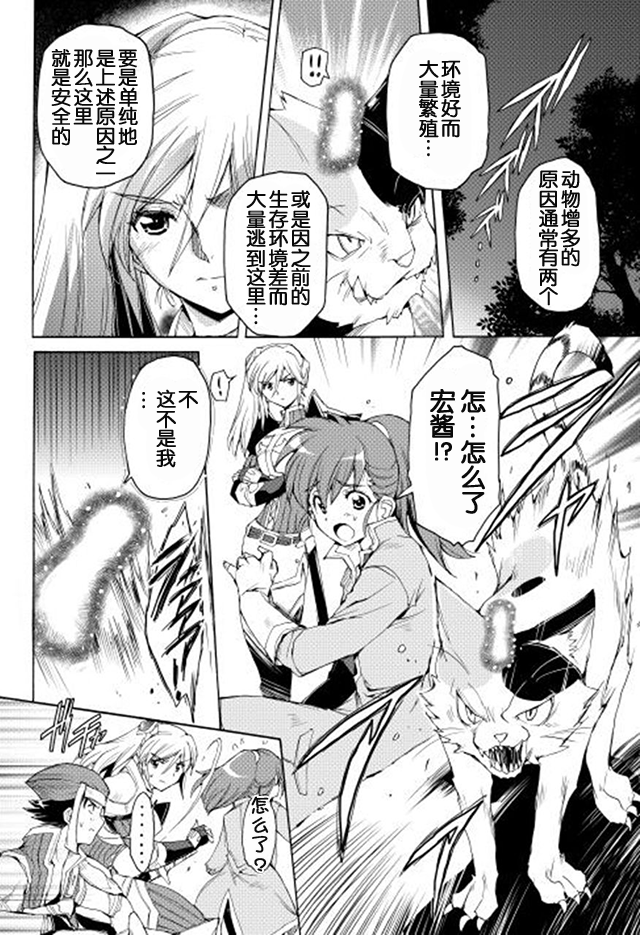 动物增多的
原因通常有两个
环境好而
大量繁殖…
!!
或是因之前的
生存环境差而
大量逃到这里…
要是单纯地
是上述原因之一
那么这里
就是安全的
怎…怎么了
宏酱!?
!
不
这不是我
…
怎么了?
……